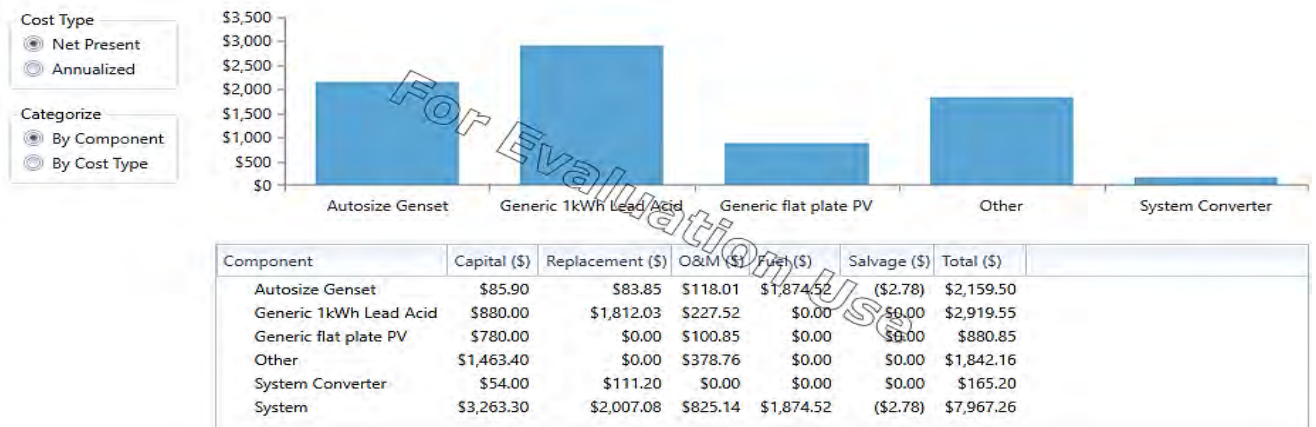 Cost Type
Net Present
Annualized
Categorize
By Component
By Cost Type
$3,500
$3,000
$2,500
$2,000
$1,500
$1,000
$500
$0
Autosize Genset Generic 1kWh Lead Acid Generic flat plate PV Other System Converter
For Evaluation Use
Component Capital ($) Replacement ($) O&M ($) Fuel ($) Salvage ($) Total ($)
Autosize Genset $85.90 $83.85 $118.01 $1,874.52 ($2.78) $2,159.50
Generic 1kWh Lead Acid $880.00 $1,812.03 $227.52 $0.00 $0.00 $2,919.55
Generic flat plate PV $780.00 $0.00 $100.85 $0.00 $0.00 $880.85
Other $1,463.40 $0.00 $378.76 $0.00 $0.00 $1,842.16
System Converter $54.00 $111.20 $0.00 $0.00 $0.00 $165.20
System $3,263.30 $2,007.08 $825.14 $1,874.52 ($2.78) $7,967.26